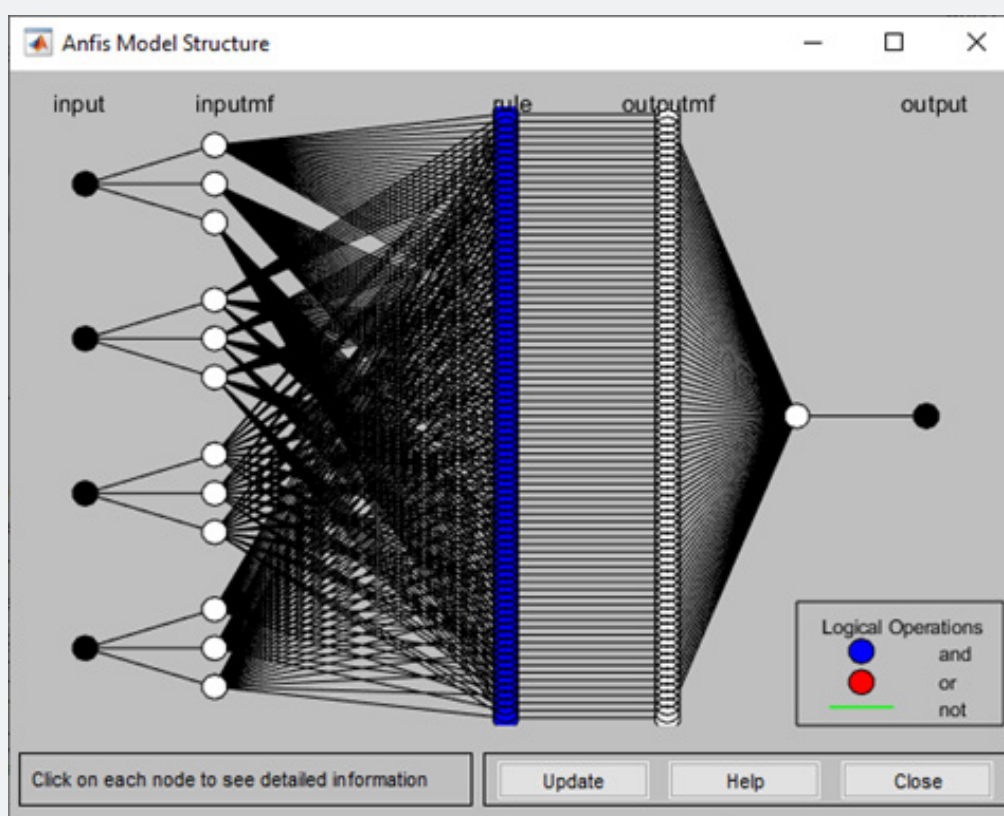 Anfis Model Structure
input inputmf rule outputmf output
Logical Operations
and
or
not
Click on each node to see detailed information
Update Help Close